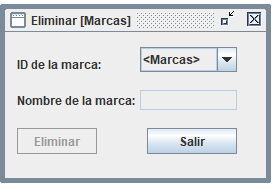 Eliminar [Marcas]
ID de la marca: <Marcas>
Nombre de la marca:
Eliminar Salir